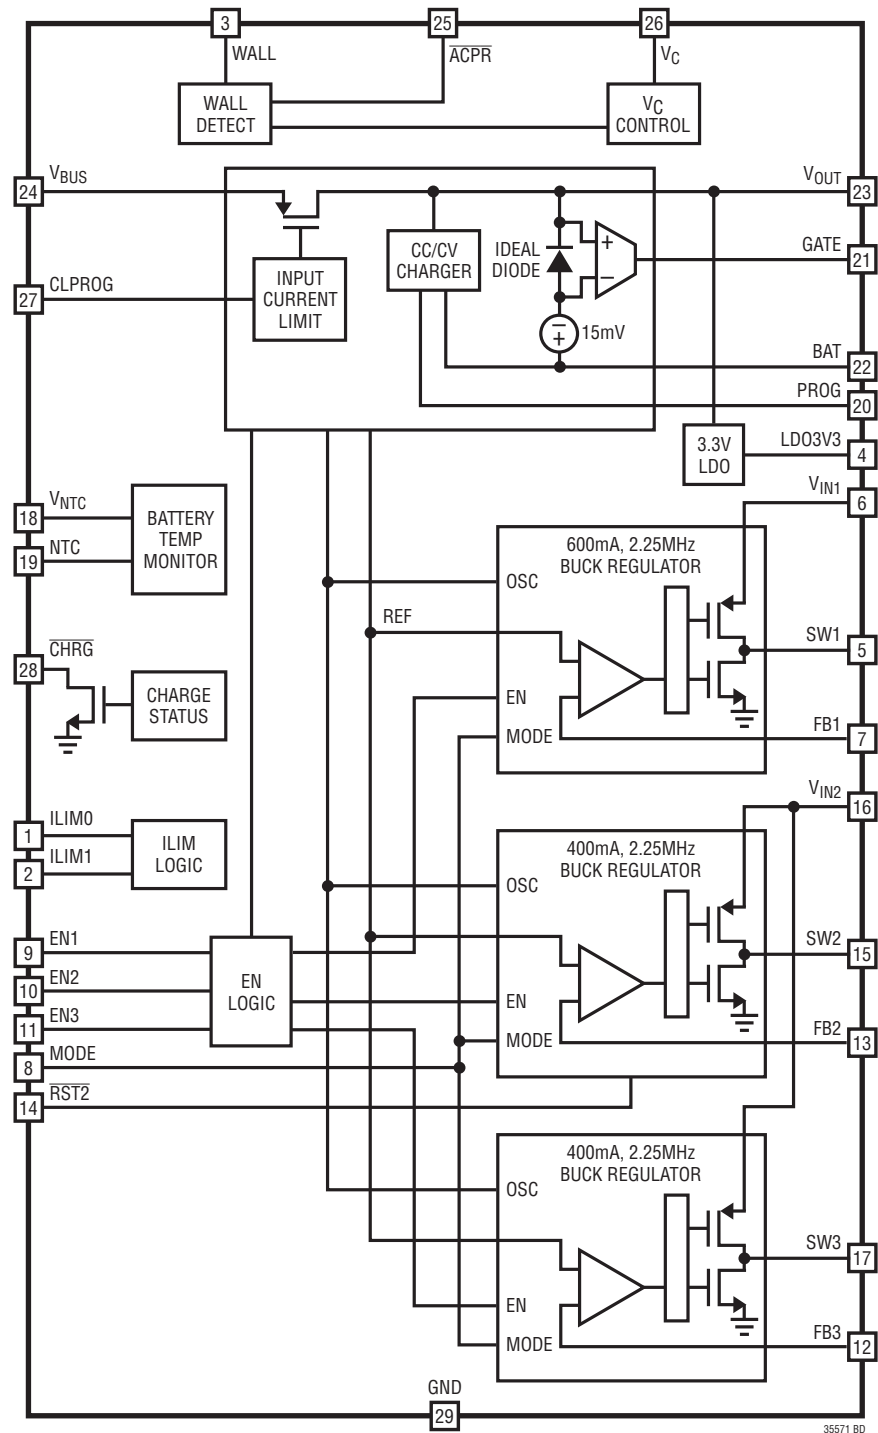 3
25
26
WALL
ACPR
VC
WALL
DETECT
VC
CONTROL
VBUS
24
VOUT
23
CC/CV
CHARGER
IDEAL
DIODE
+
−
GATE
21
CLPROG
27
INPUT
CURRENT
LIMIT
−
+
15mV
BAT
22
PROG
20
3.3V
LDO
LDO3V3
4
VIN1
6
VNTC
18
NTC
19
BATTERY
TEMP
MONITOR
600mA, 2.25MHz
BUCK REGULATOR
OSC
REF
EN
MODE
SW1
5
FB1
7
CHRG
28
CHARGE
STATUS
VIN2
16
ILIM0
1
ILIM1
2
ILIM
LOGIC
400mA, 2.25MHz
BUCK REGULATOR
OSC
EN
MODE
SW2
15
FB2
13
EN1
9
EN2
10
EN3
11
EN
LOGIC
MODE
8
RST2
14
400mA, 2.25MHz
BUCK REGULATOR
OSC
EN
MODE
SW3
17
FB3
12
GND
29
35571 BD